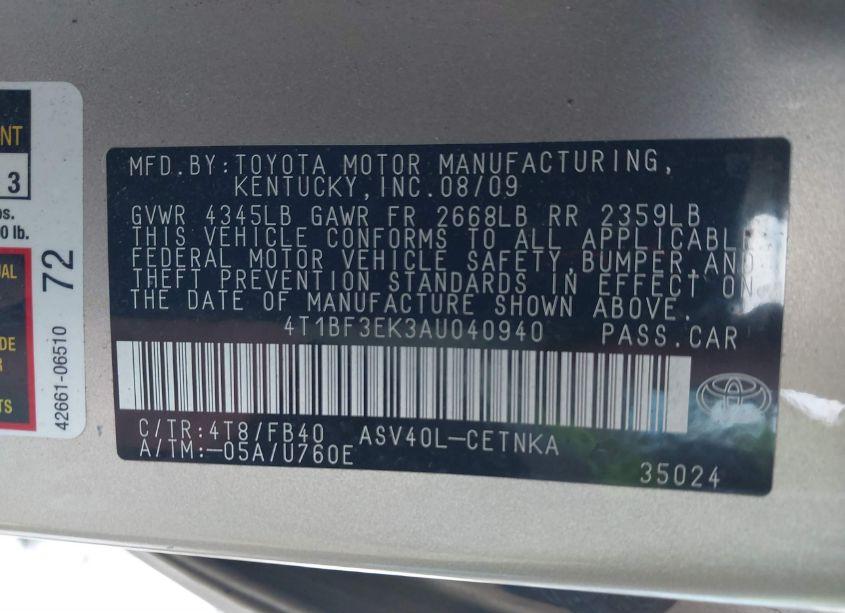 MFD.BY:TOYOTA MOTOR MANUFACTURING,
KENTUCKY,INC.08/09
GVWR 4345LB GAWR FR 2668LB RR 2359LB
THIS VEHICLE CONFORMS TO ALL APPLICABLE
FEDERAL MOTOR VEHICLE SAFETY,BUMPER,AND
THEFT PREVENTION STANDARDS IN EFFECT ON
THE DATE OF MANUFACTURE SHOWN ABOVE.
4T1BF3EK3AU040940 PASS.CAR
C/TR:4T8/FB40 ASV40L-CETNKA
A/TM:-05A/U760E
35024
3
lb.
72
42661-06510